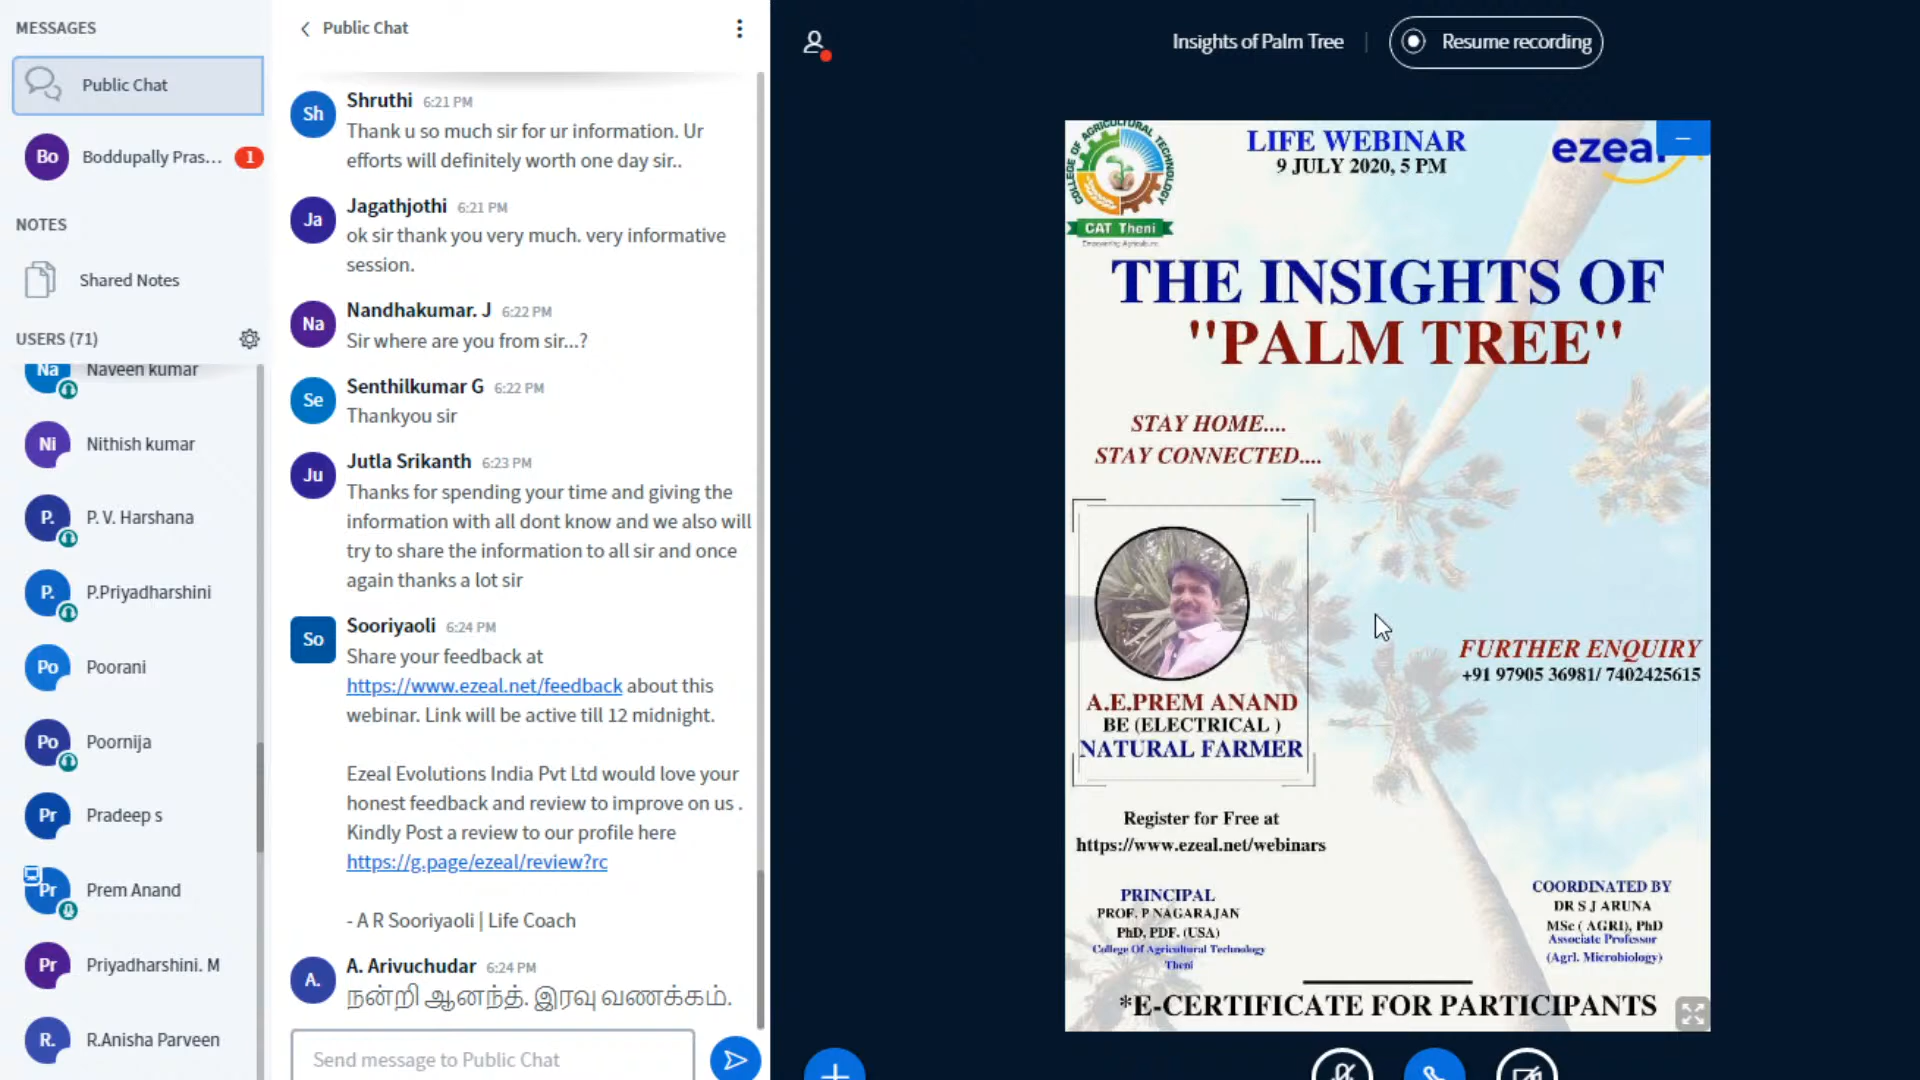 MESSAGES
Public Chat
Bo
Boddupally Pras...
1
NOTES
Shared Notes
USERS (71)
Na
Naveen kumar
Ni
Nithish kumar
P.
P. V. Harshana
P.
P.Priyadharshini
Po
Poorani
Po
Poornija
Pr
Pradeep s
Pr
Prem Anand
Pr
Priyadharshini. M
R.
R.Anisha Parveen
Public Chat
Sh
Shruthi 6:21 PM
Thank u so much sir for ur information. Ur
efforts will definitely worth one day sir..
Ja
Jagathjothi 6:21 PM
ok sir thank you very much. very informative
session.
Na
Nandhakumar. J 6:22 PM
Sir where are you from sir...?
Se
Senthilkumar G 6:22 PM
Thankyou sir
Ju
Jutla Srikanth 6:23 PM
Thanks for spending your time and giving the
information with all dont know and we also will
try to share the information to all sir and once
again thanks a lot sir
So
Sooriyaoli 6:24 PM
Share your feedback at
https://www.ezeal.net/feedback about this
webinar. Link will be active till 12 midnight.
Ezeal Evolutions India Pvt Ltd would love your
honest feedback and review to improve on us .
Kindly Post a review to our profile here
https://g.page/ezeal/review?rc
- A R Sooriyaoli | Life Coach
A.
A. Arivuchudar 6:24 PM
நன்றி ஆனந்த். இரவு வணக்கம்.
Send message to Public Chat
Insights of Palm Tree
Resume recording
COLLEGE OF AGRICULTURAL TECHNOLOGY
CAT Theni
Empowering Agriculture
LIFE WEBINAR
9 JULY 2020, 5 PM
ezeal
THE INSIGHTS OF
"PALM TREE"
STAY HOME....
STAY CONNECTED....
A.E.PREM ANAND
BE (ELECTRICAL )
NATURAL FARMER
FURTHER ENQUIRY
+91 97905 36981/ 7402425615
Register for Free at
https://www.ezeal.net/webinars
PRINCIPAL
PROF. P NAGARAJAN
PhD, PDF. (USA)
College Of Agricultural Technology
Theni
COORDINATED BY
DR S J ARUNA
MSc ( AGRI), PhD
Associate Professor
(Agrl. Microbiology)
*E-CERTIFICATE FOR PARTICIPANTS